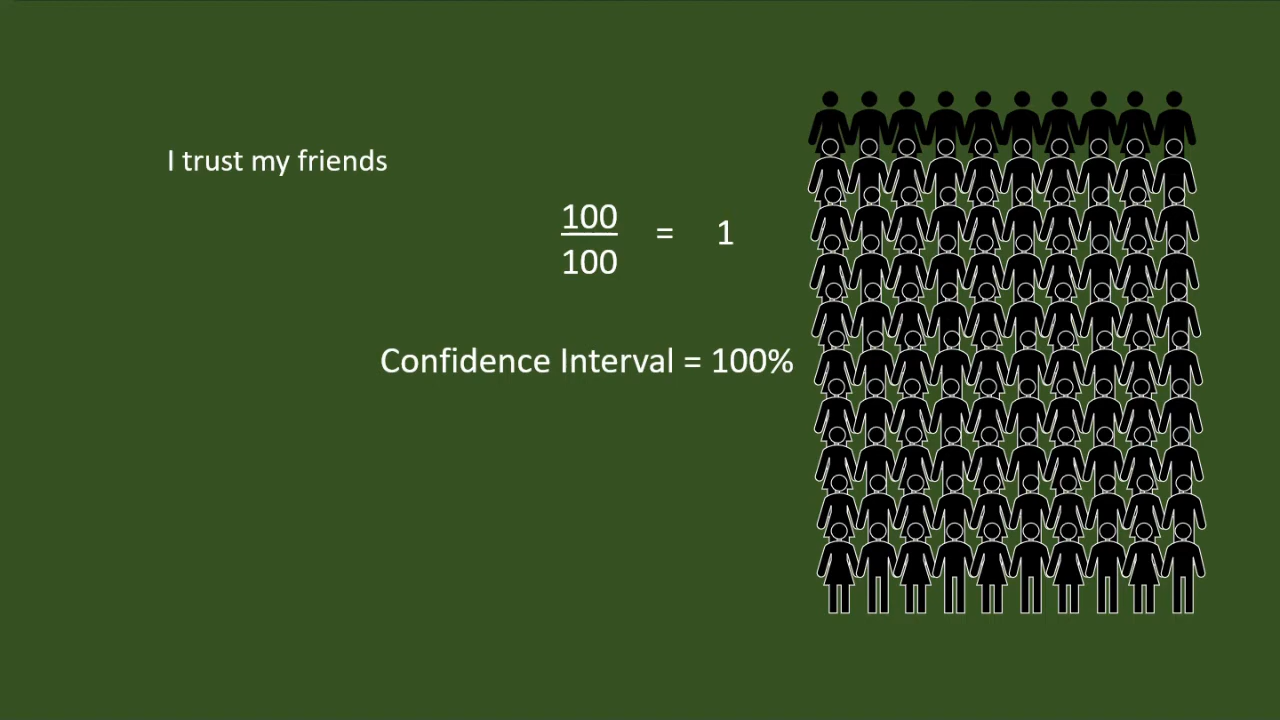 I trust my friends
100
100
= 1
Confidence Interval = 100%